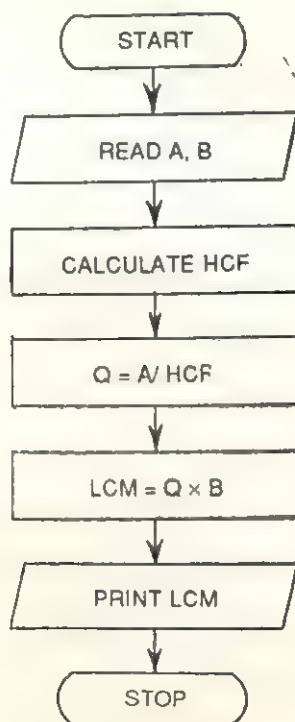 START
READ A, B
CALCULATE HCF
Q = A/ HCF
LCM = Q × B
PRINT LCM
STOP